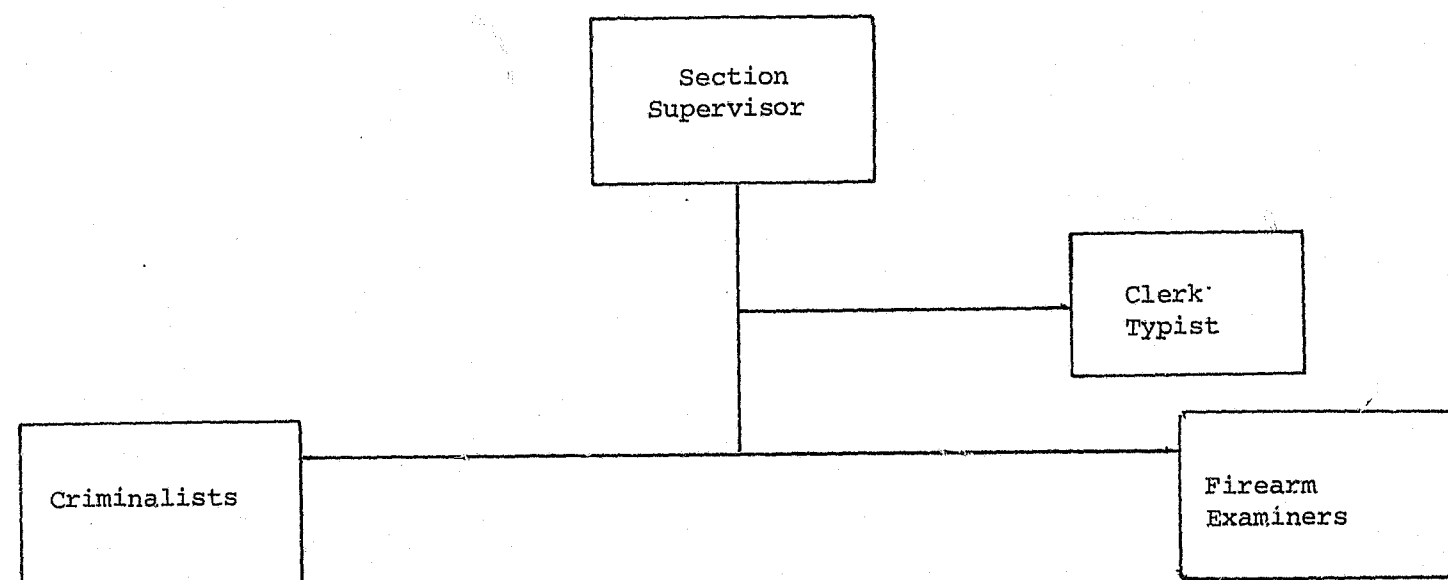 Section
Supervisor
Clerk
Typist
Criminalists
Firearm
Examiners